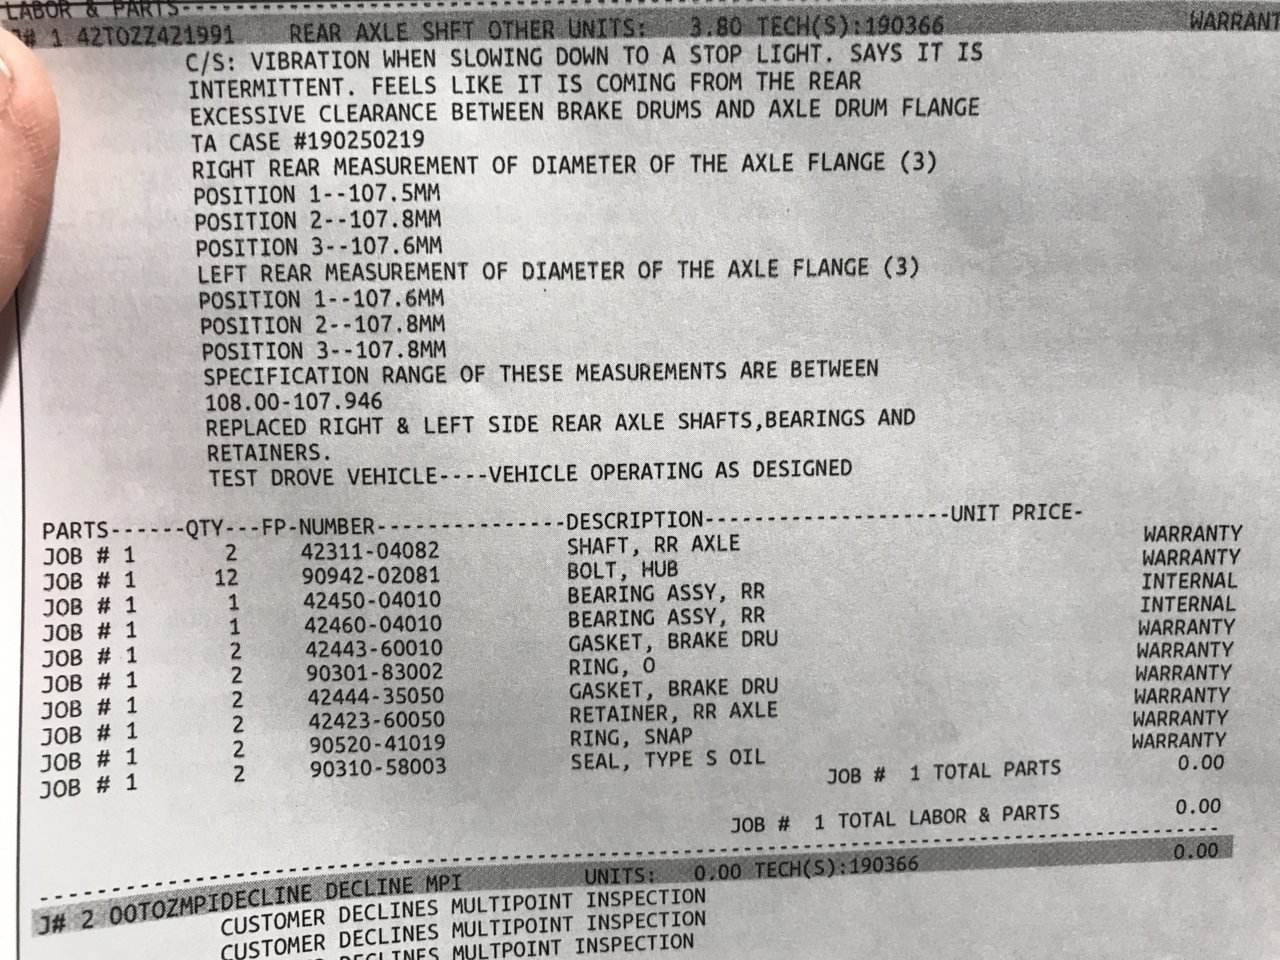 LABOR & PARTS
J# 1 42TOZZ421991 REAR AXLE SHFT OTHER UNITS: 3.80 TECH(S):190366 WARRANT
C/S: VIBRATION WHEN SLOWING DOWN TO A STOP LIGHT. SAYS IT IS
INTERMITTENT. FEELS LIKE IT IS COMING FROM THE REAR
EXCESSIVE CLEARANCE BETWEEN BRAKE DRUMS AND AXLE DRUM FLANGE
TA CASE #190250219
RIGHT REAR MEASUREMENT OF DIAMETER OF THE AXLE FLANGE (3)
POSITION 1--107.5MM
POSITION 2--107.8MM
POSITION 3--107.6MM
LEFT REAR MEASUREMENT OF DIAMETER OF THE AXLE FLANGE (3)
POSITION 1--107.6MM
POSITION 2--107.8MM
POSITION 3--107.8MM
SPECIFICATION RANGE OF THESE MEASUREMENTS ARE BETWEEN
108.00-107.946
REPLACED RIGHT & LEFT SIDE REAR AXLE SHAFTS,BEARINGS AND
RETAINERS.
TEST DROVE VEHICLE----VEHICLE OPERATING AS DESIGNED
PARTS------QTY---FP-NUMBER---------------DESCRIPTION--------------------UNIT PRICE-
JOB # 1 2 42311-04082 SHAFT, RR AXLE WARRANTY
JOB # 1 12 90942-02081 BOLT, HUB WARRANTY
JOB # 1 1 42450-04010 BEARING ASSY, RR INTERNAL
JOB # 1 1 42460-04010 BEARING ASSY, RR INTERNAL
JOB # 1 2 42443-60010 GASKET, BRAKE DRU WARRANTY
JOB # 1 2 90301-83002 RING, O WARRANTY
JOB # 1 2 42444-35050 GASKET, BRAKE DRU WARRANTY
JOB # 1 2 42423-60050 RETAINER, RR AXLE WARRANTY
JOB # 1 2 90520-41019 RING, SNAP WARRANTY
JOB # 1 2 90310-58003 SEAL, TYPE S OIL WARRANTY
JOB # 1 TOTAL PARTS 0.00
JOB # 1 TOTAL LABOR & PARTS 0.00
J# 2 00TOZMPIDECLINE DECLINE MPI UNITS: 0.00 TECH(S):190366 0.00
CUSTOMER DECLINES MULTIPOINT INSPECTION
CUSTOMER DECLINES MULTIPOINT INSPECTION
DECLINES MULTPOINT INSPECTION